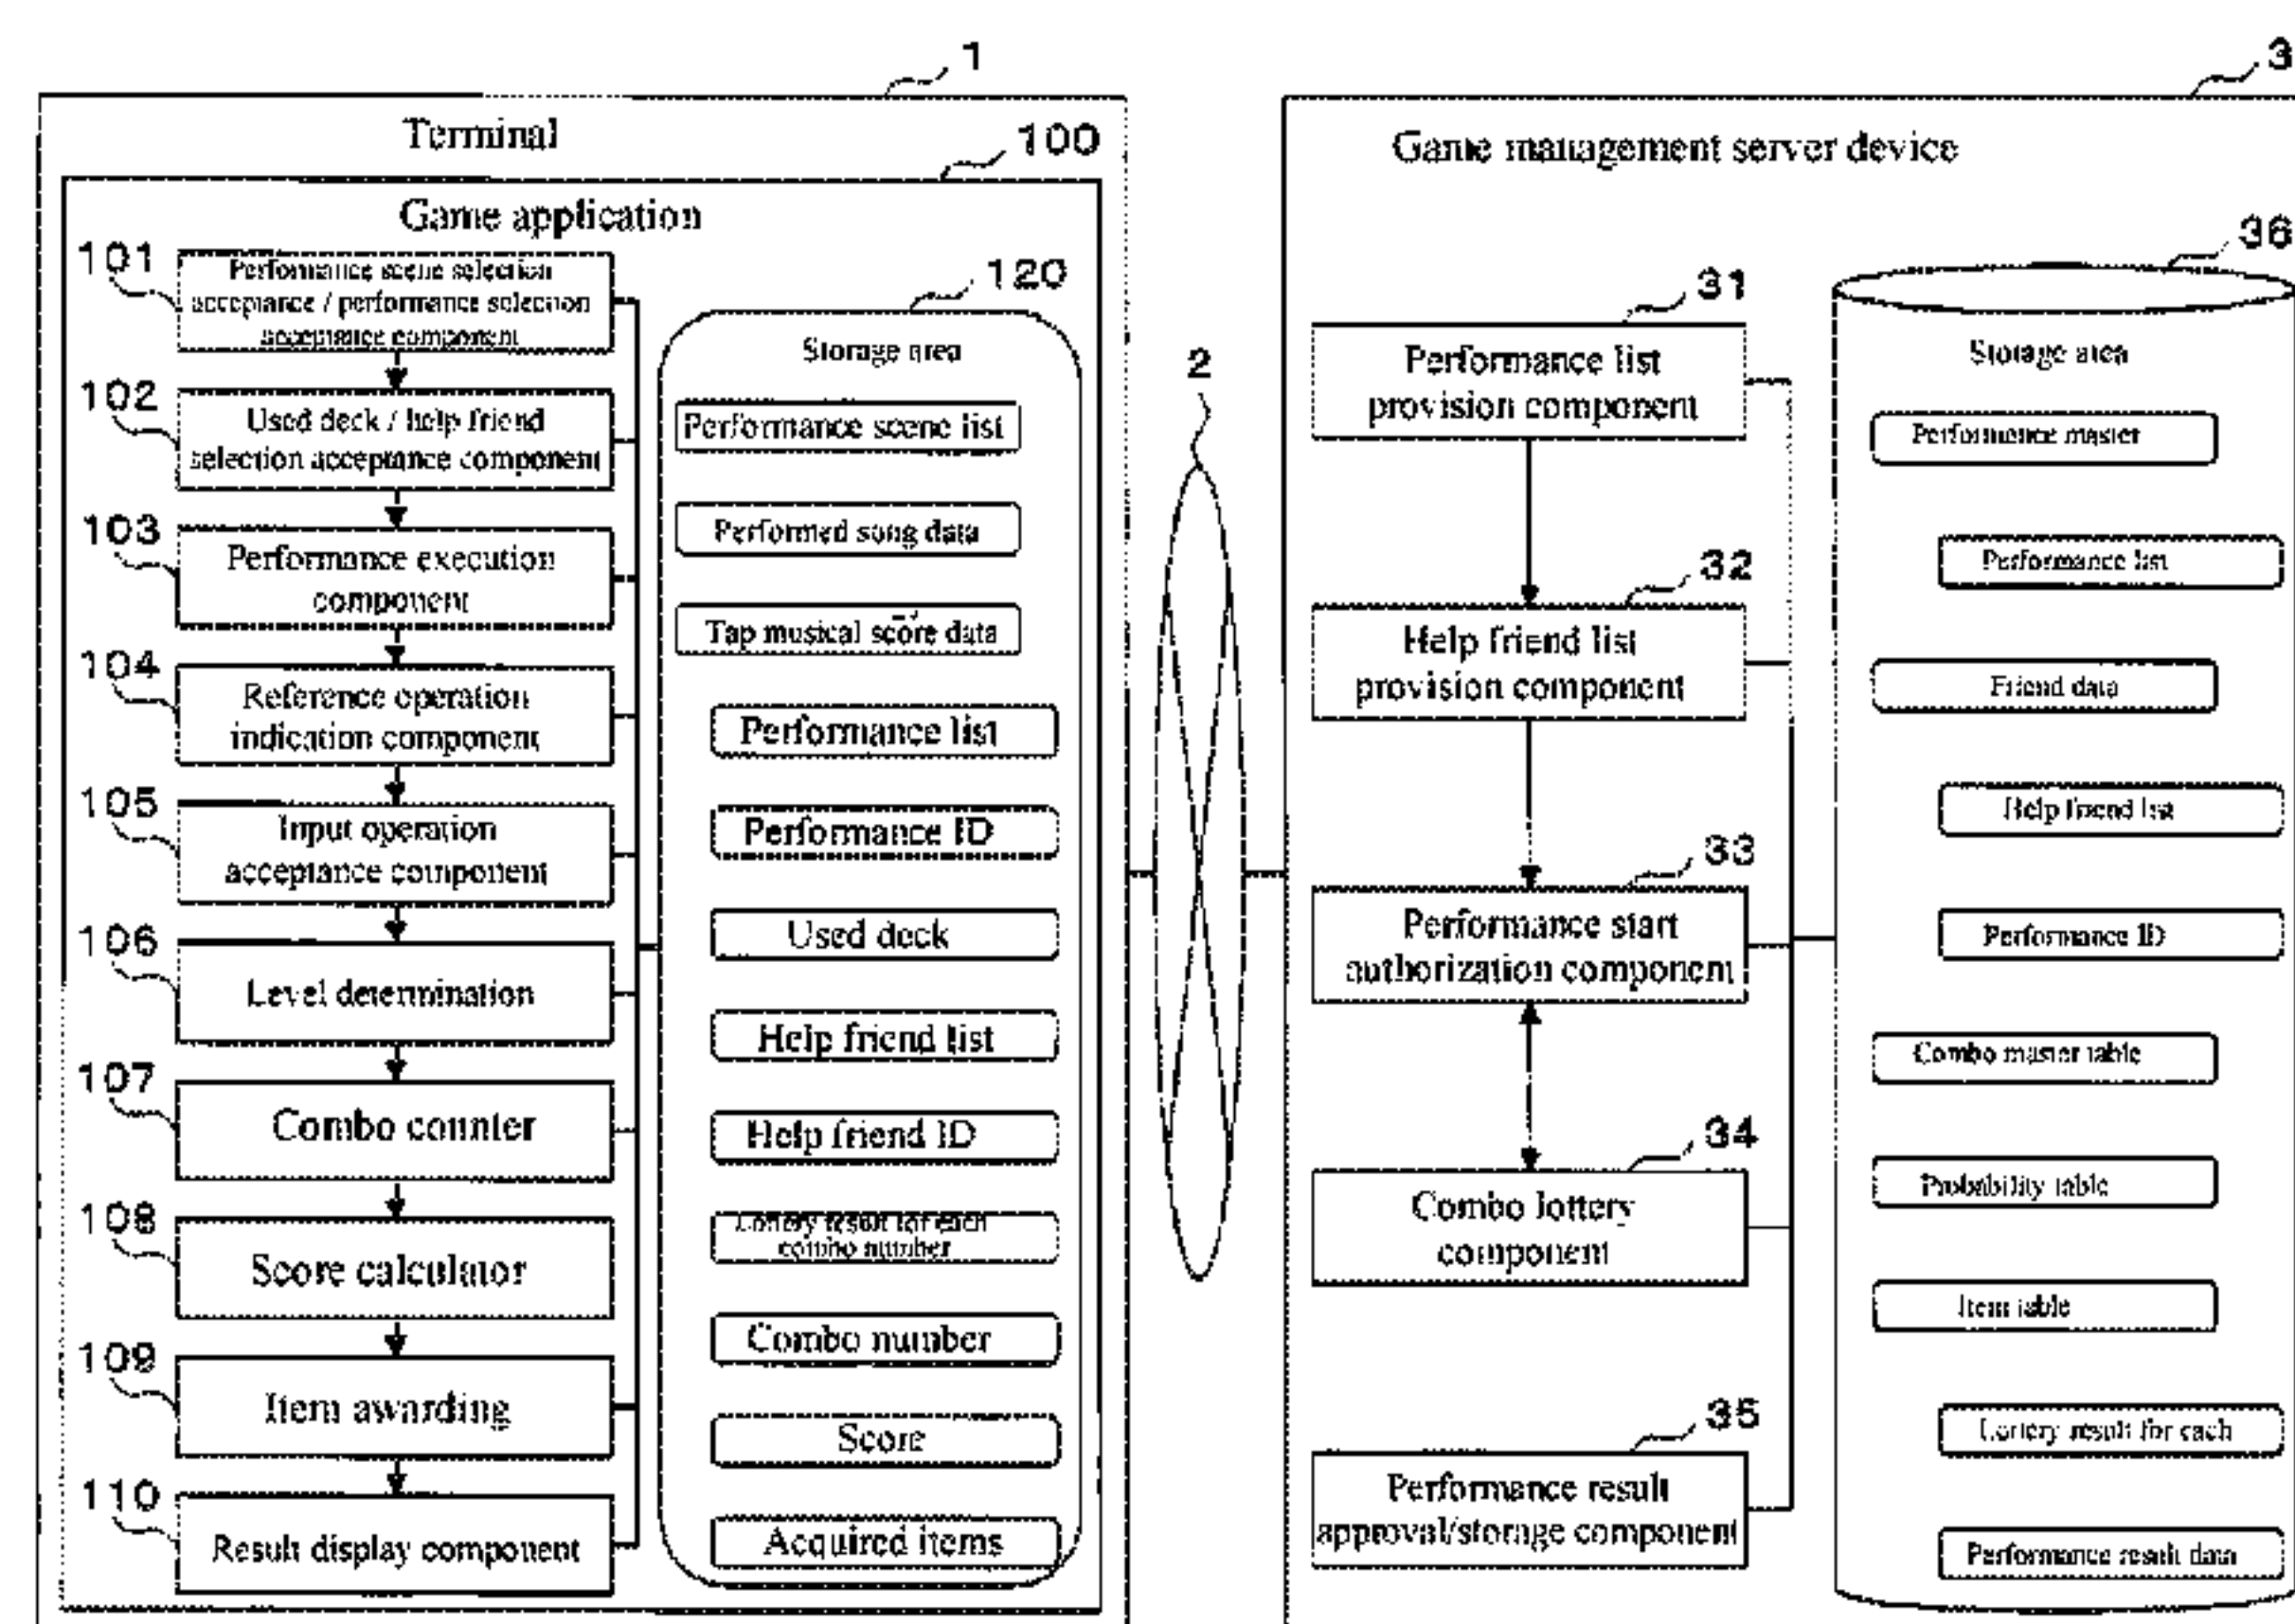 1
Terminal
100
Game application
101
Performance scene selection
acceptance / performance selection
acceptance component
102
Used deck / help friend
selection acceptance component
103
Performance execution
component
104
Reference operation
indication component
105
Input operation
acceptance component
106
Level determination
107
Combo counter
108
Score calculator
109
Item awarding
110
Result display component
120
Storage area
Performance scene list
Performed song data
Tap musical score data
Performance list
Performance ID
Used deck
Help friend list
Help friend ID
Lottery result for each
combo number
Combo number
Score
Acquired items
2
3
Game management server device
31
Performance list
provision component
32
Help friend list
provision component
33
Performance start
authorization component
34
Combo lottery
component
35
Performance result
approval/storage component
36
Storage area
Performance master
Performance list
Friend data
Help friend list
Performance ID
Combo master table
Probability table
Item table
Lottery result for each
Performance result data